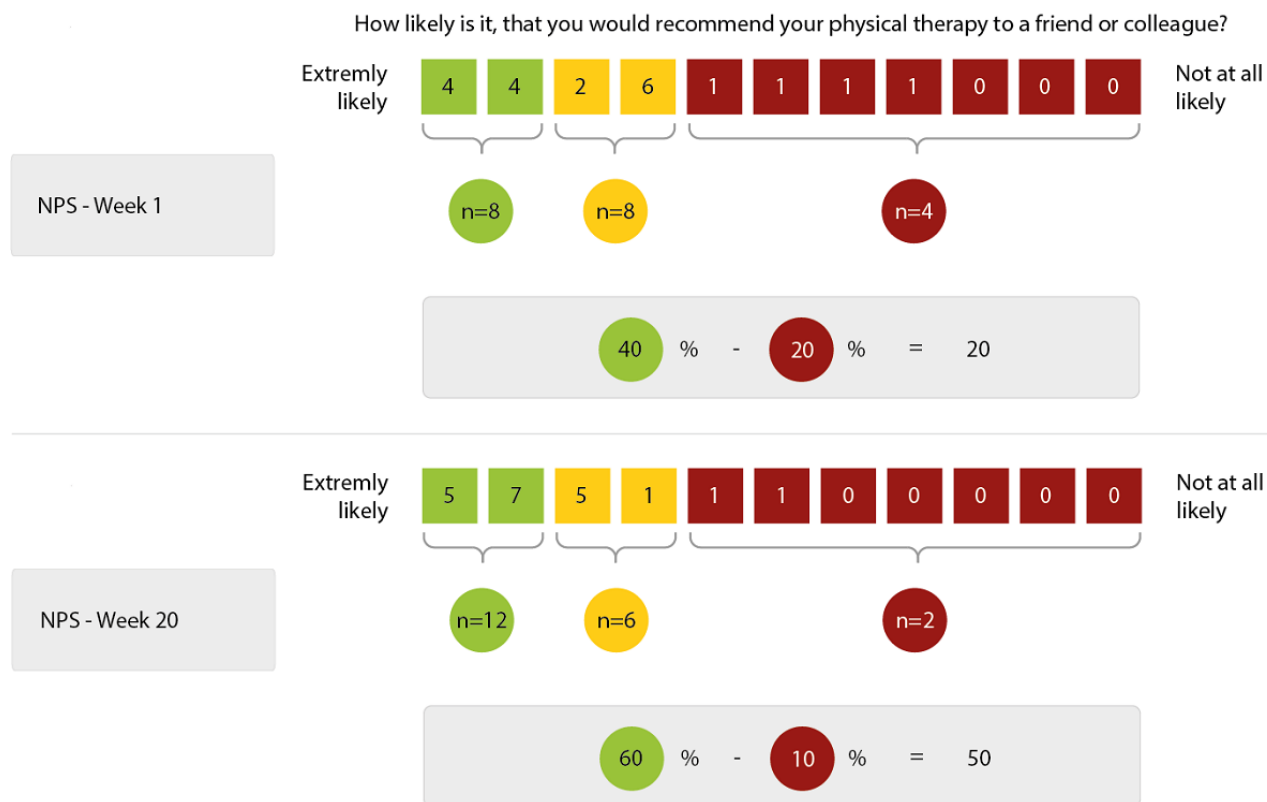 How likely is it, that you would recommend your physical therapy to a friend or colleague?
Extremly
likely
4 4 2 6 1 1 1 1 0 0 0
Not at all
likely
NPS - Week 1
n=8 n=8 n=4
40 % - 20 % = 20
Extremly
likely
5 7 5 1 1 1 0 0 0 0 0
Not at all
likely
NPS - Week 20
n=12 n=6 n=2
60 % - 10 % = 50